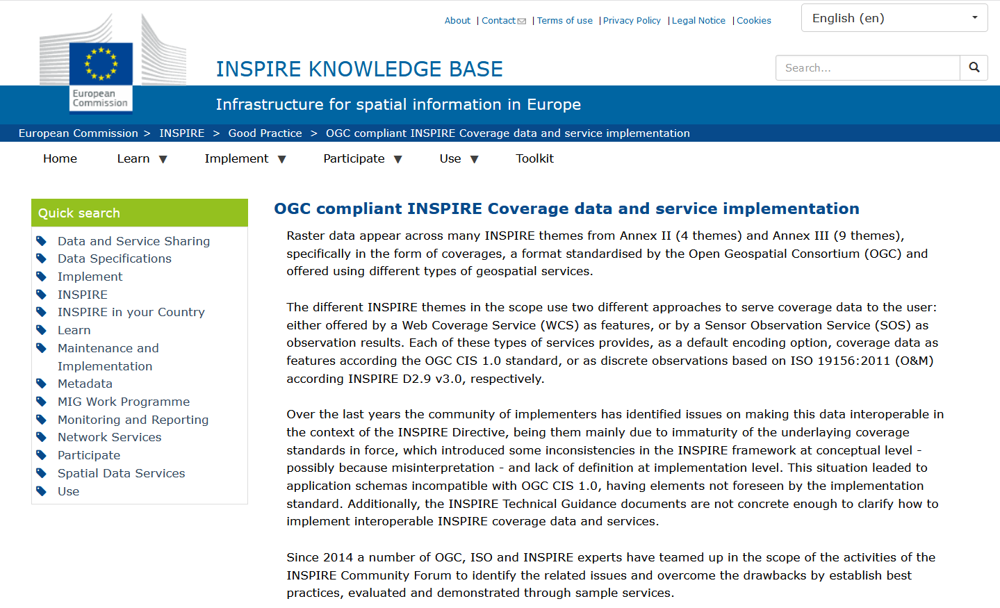 About | Contact | Terms of use | Privacy Policy | Legal Notice | Cookies
English (en)
INSPIRE KNOWLEDGE BASE
Search...
European
Commission
Infrastructure for spatial information in Europe
European Commission > INSPIRE > Good Practice > OGC compliant INSPIRE Coverage data and service implementation
Home Learn ▼ Implement ▼ Participate ▼ Use ▼ Toolkit
Quick search
Data and Service Sharing
Data Specifications
Implement
INSPIRE
INSPIRE in your Country
Learn
Maintenance and
Implementation
Metadata
MIG Work Programme
Monitoring and Reporting
Network Services
Participate
Spatial Data Services
Use
OGC compliant INSPIRE Coverage data and service implementation
Raster data appear across many INSPIRE themes from Annex II (4 themes) and Annex III (9 themes),
specifically in the form of coverages, a format standardised by the Open Geospatial Consortium (OGC) and
offered using different types of geospatial services.
The different INSPIRE themes in the scope use two different approaches to serve coverage data to the user:
either offered by a Web Coverage Service (WCS) as features, or by a Sensor Observation Service (SOS) as
observation results. Each of these types of services provides, as a default encoding option, coverage data as
features according the OGC CIS 1.0 standard, or as discrete observations based on ISO 19156:2011 (O&M)
according INSPIRE D2.9 v3.0, respectively.
Over the last years the community of implementers has identified issues on making this data interoperable in
the context of the INSPIRE Directive, being them mainly due to immaturity of the underlaying coverage
standards in force, which introduced some inconsistencies in the INSPIRE framework at conceptual level -
possibly because misinterpretation - and lack of definition at implementation level. This situation leaded to
application schemas incompatible with OGC CIS 1.0, having elements not foreseen by the implementation
standard. Additionally, the INSPIRE Technical Guidance documents are not concrete enough to clarify how to
implement interoperable INSPIRE coverage data and services.
Since 2014 a number of OGC, ISO and INSPIRE experts have teamed up in the scope of the activities of the
INSPIRE Community Forum to identify the related issues and overcome the drawbacks by establish best
practices, evaluated and demonstrated through sample services.